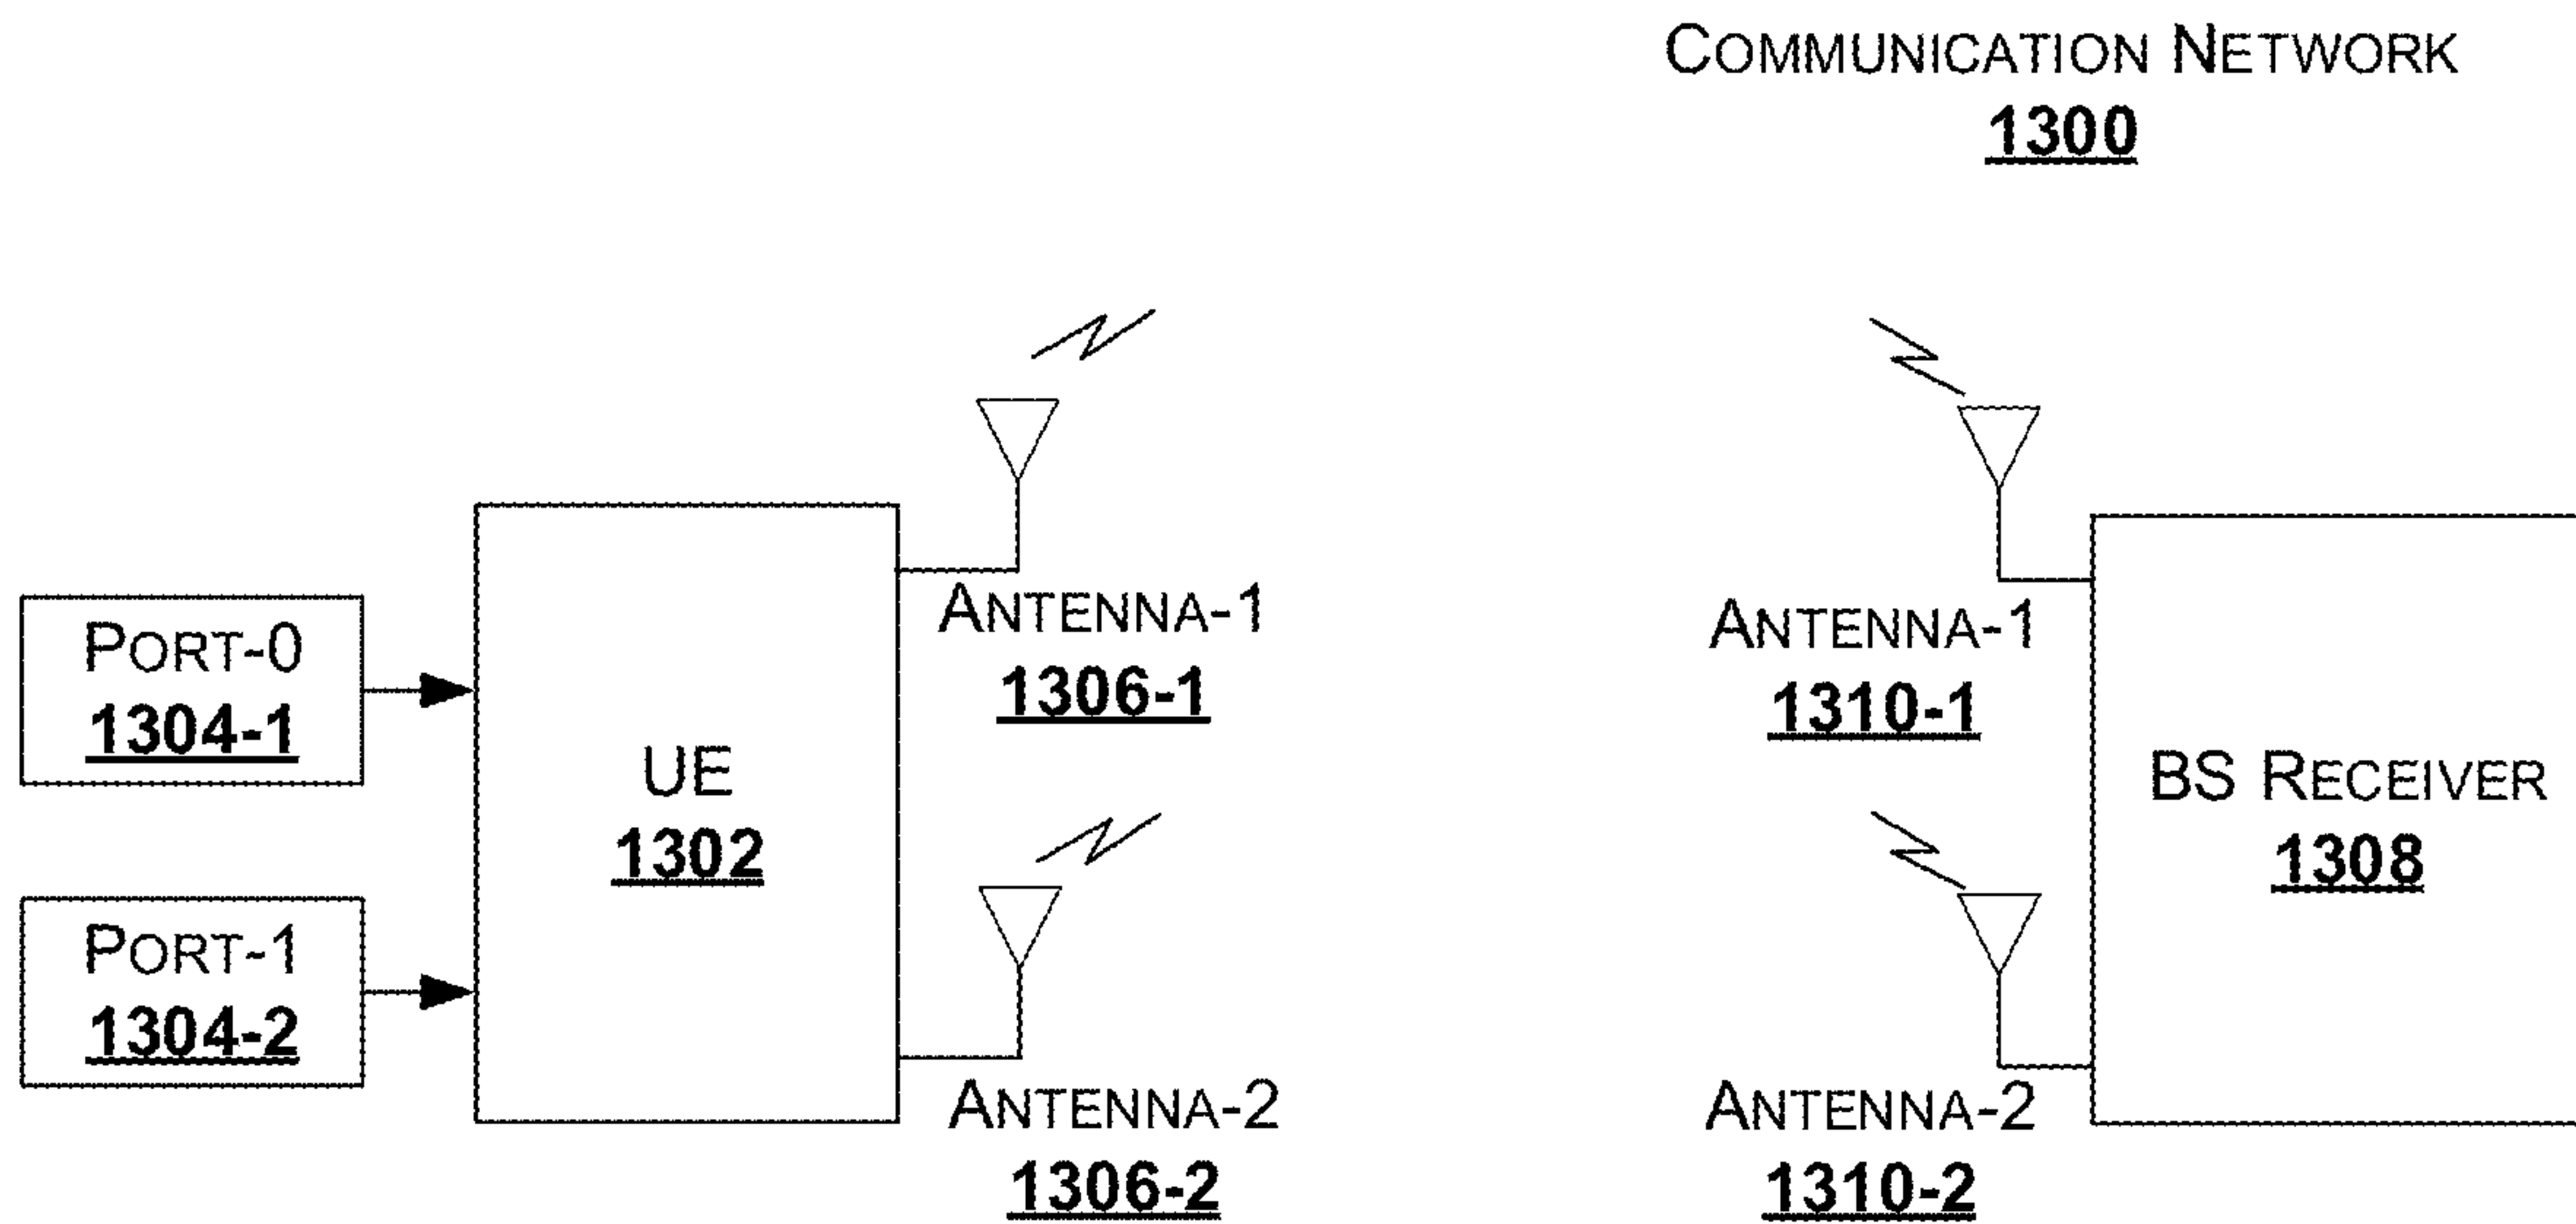 COMMUNICATION NETWORK
1300
PORT-0
1304-1
PORT-1
1304-2
UE
1302
ANTENNA-1
1306-1
ANTENNA-2
1306-2
ANTENNA-1
1310-1
ANTENNA-2
1310-2
BS RECEIVER
1308